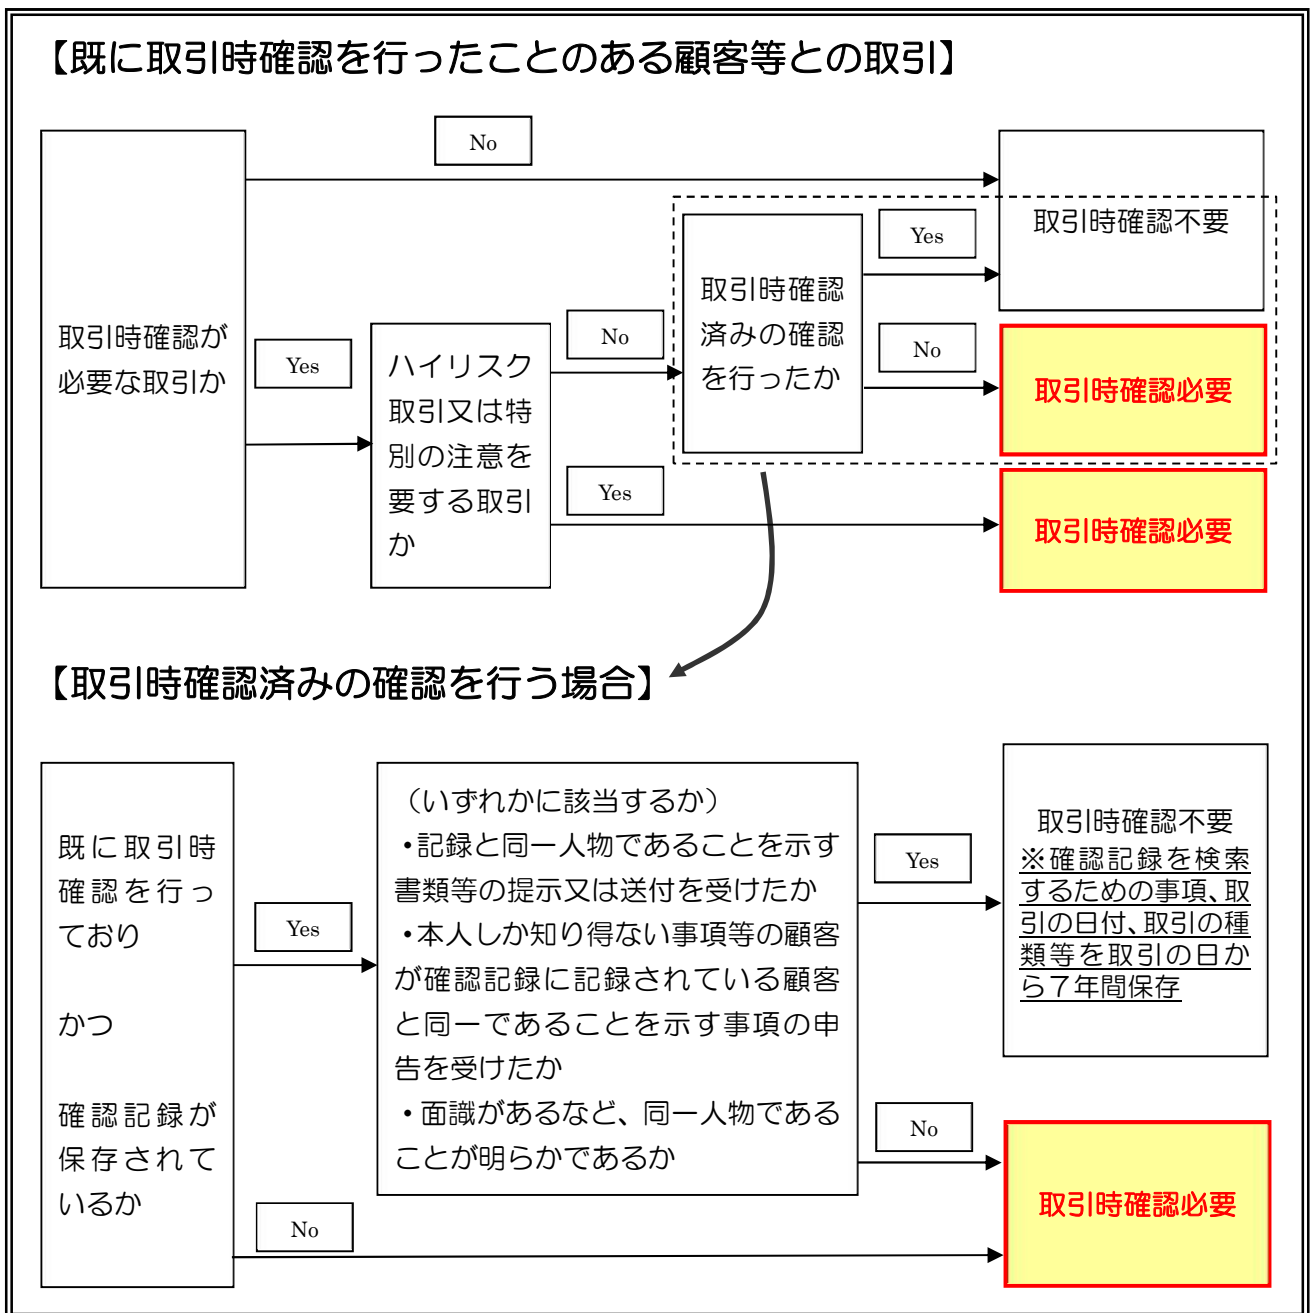 【既に取引時確認を行ったことのある顧客等との取引】
No
取引時確認不要
Yes
取引時確認が
必要な取引か
Yes
ハイリスク
取引又は特
別の注意を
要する取引
か
No
取引時確認
済みの確認
を行ったか
No
取引時確認必要
Yes
取引時確認必要
【取引時確認済みの確認を行う場合】
既に取引時
確認を行っ
ており
かつ
確認記録が
保存されて
いるか
Yes
（いずれかに該当するか）
・記録と同一人物であることを示す
書類等の提示又は送付を受けたか
・本人しか知り得ない事項等の顧客
が確認記録に記録されている顧客
と同一であることを示す事項の申
告を受けたか
・面識があるなど、同一人物である
ことが明らかであるか
Yes
取引時確認不要
※確認記録を検索
するための事項、取
引の日付、取引の種
類等を取引の日か
ら７年間保存
No
取引時確認必要
No